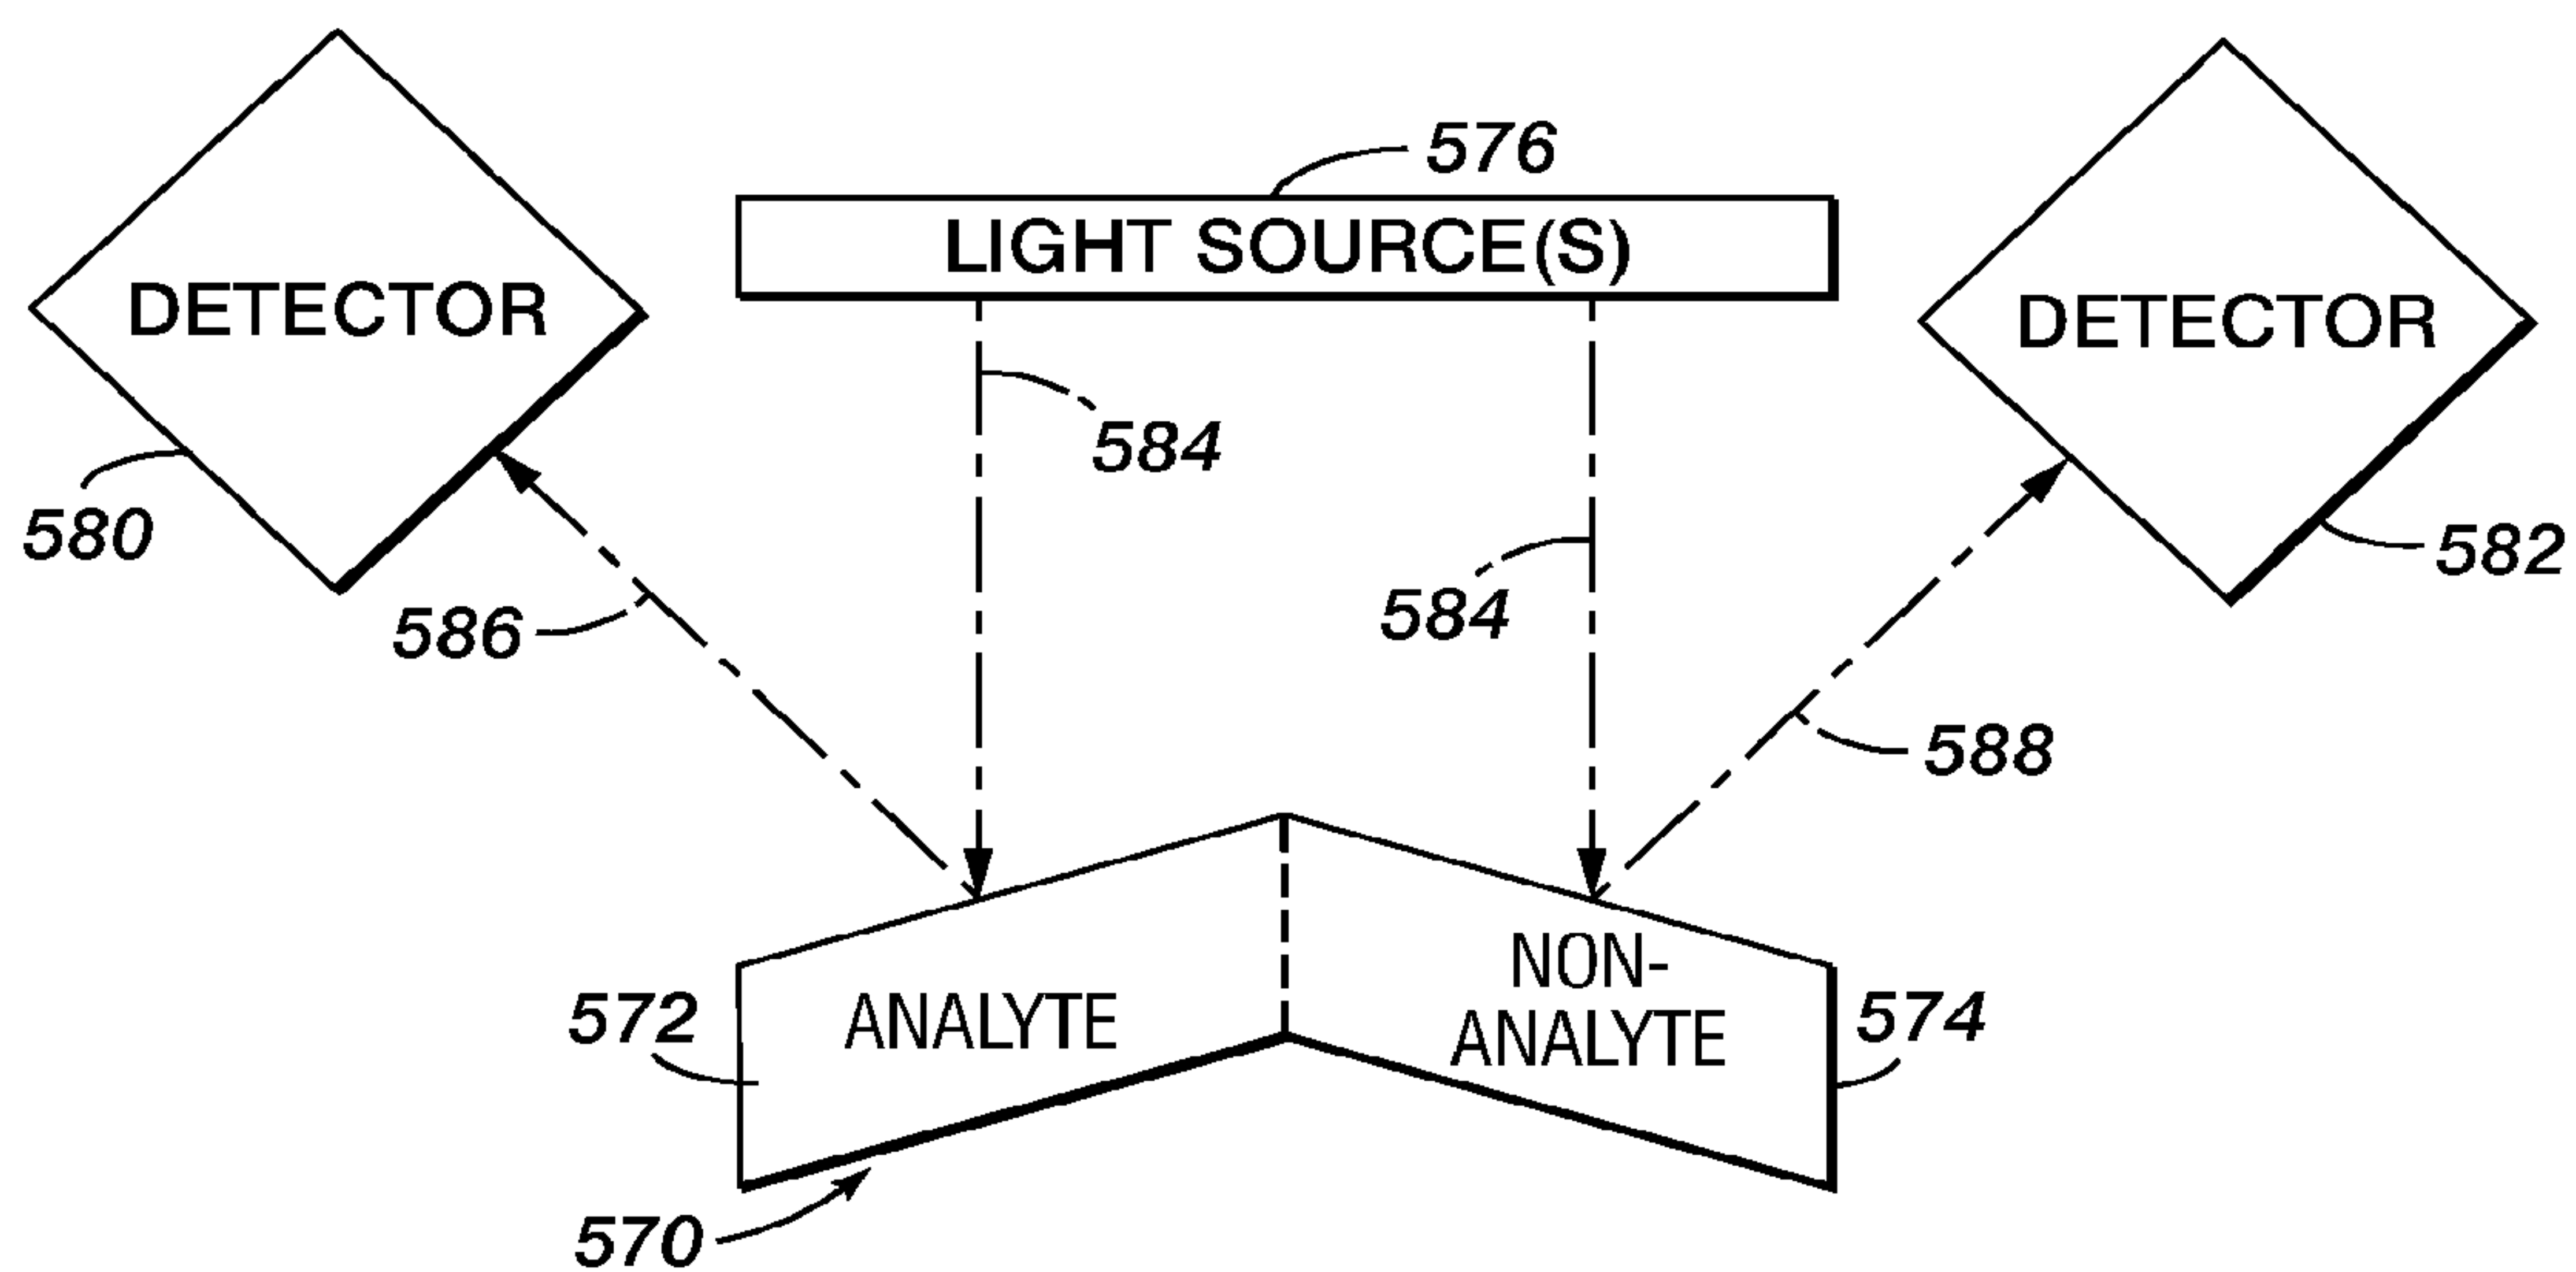 576
LIGHT SOURCE(S)
DETECTOR
DETECTOR
584
580
582
586
584
588
NON-
ANALYTE
ANALYTE
572
574
570